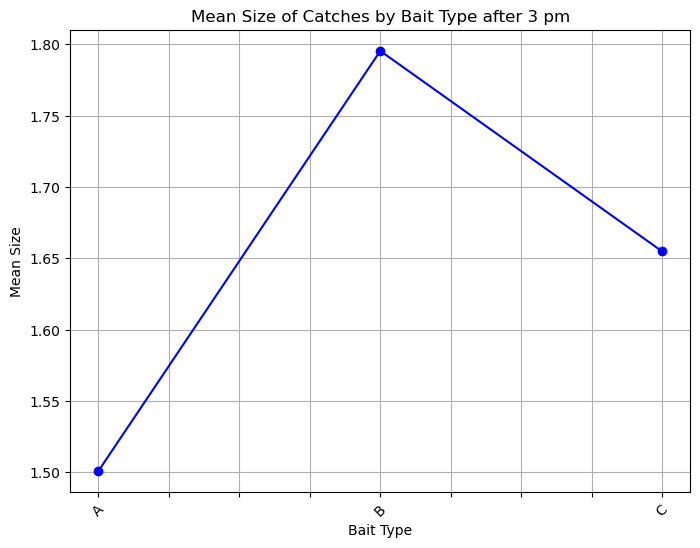 Mean Size of Catches by Bait Type after 3 pm
1.80
1.75
1.70
1.65
1.60
1.55
1.50
Mean Size
A
B
C
Bait Type